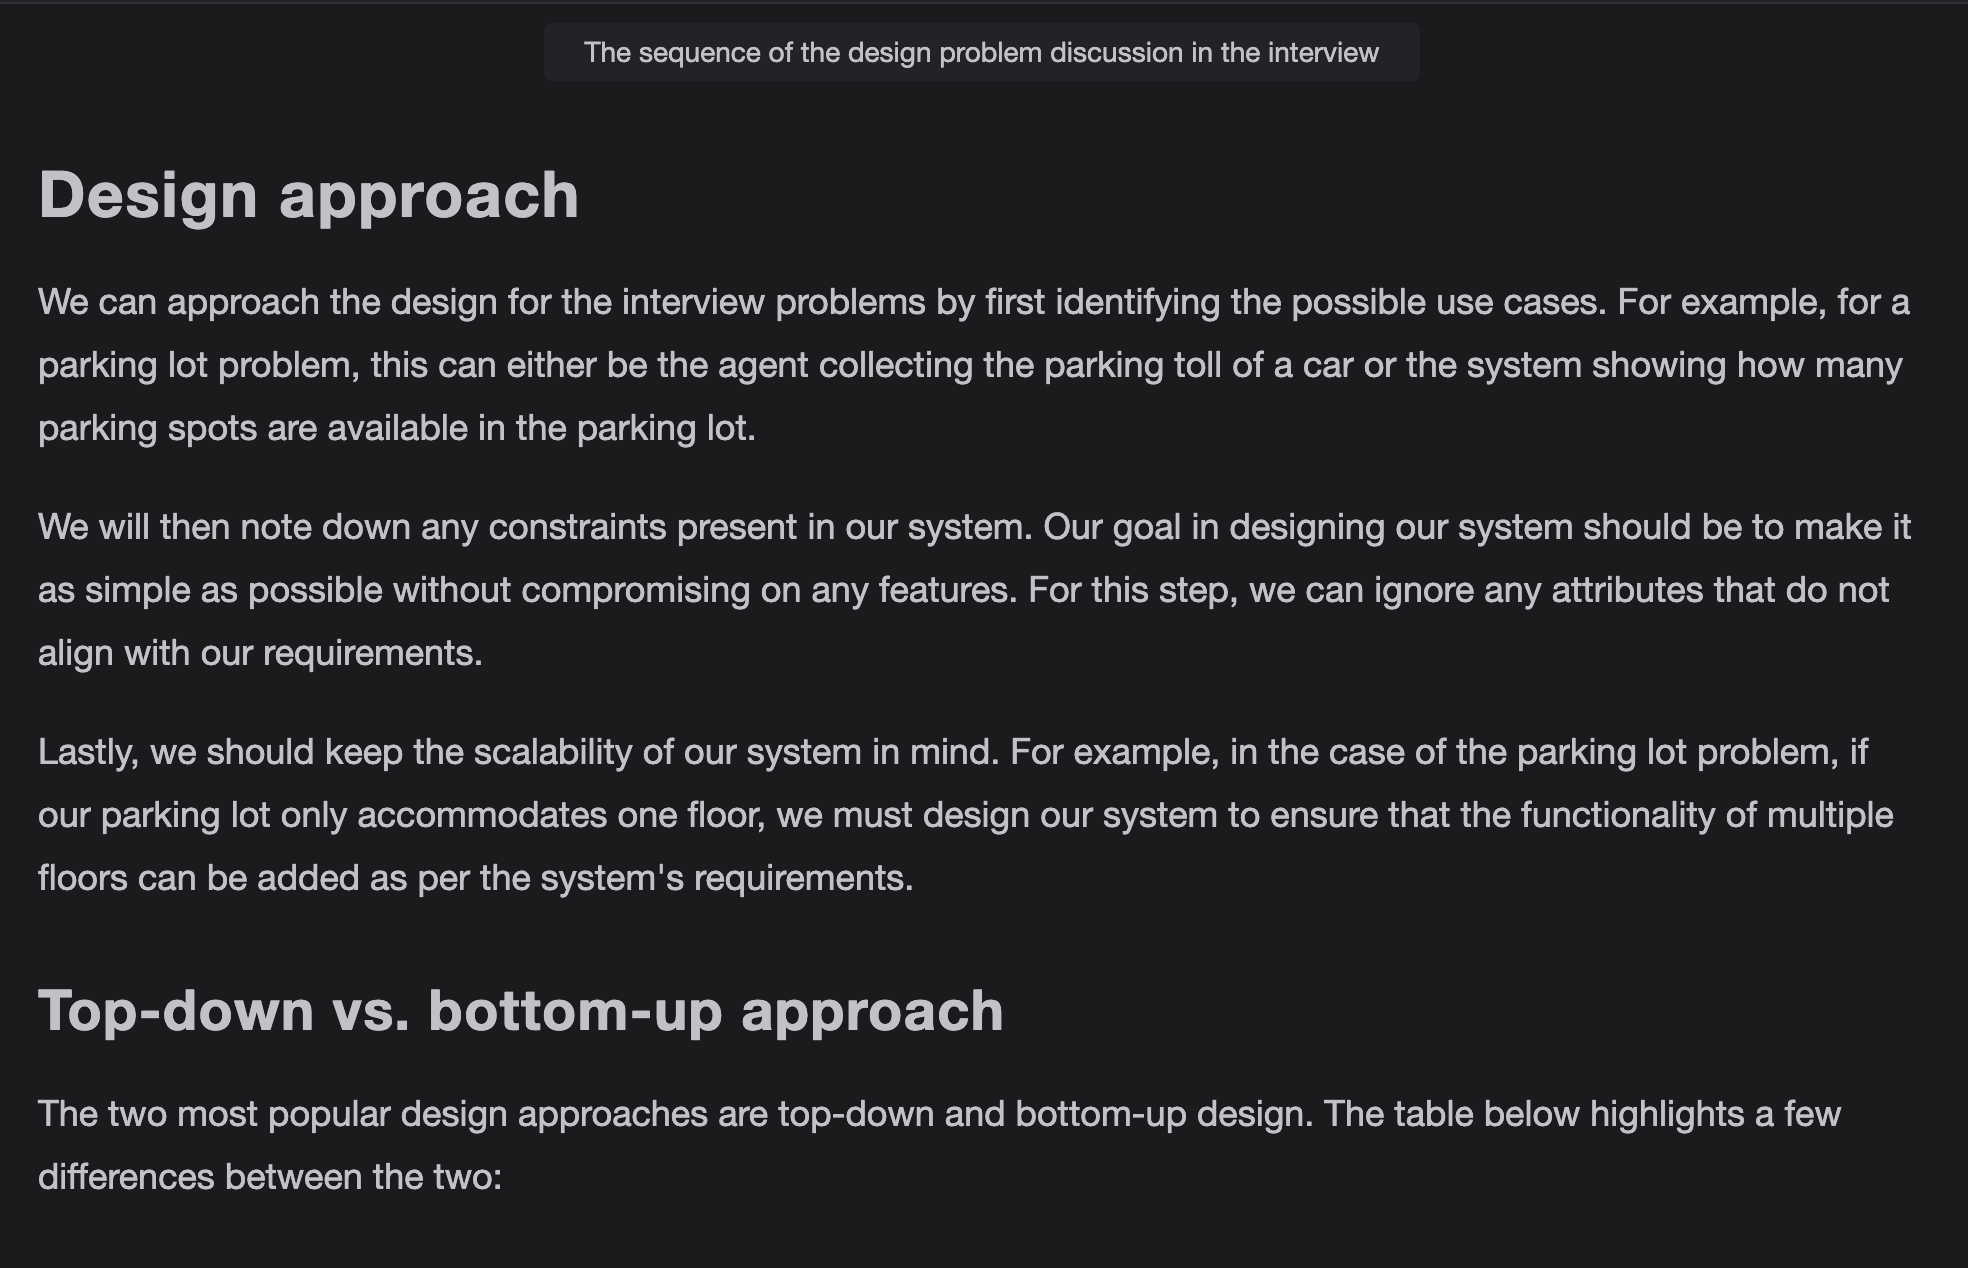 The sequence of the design problem discussion in the interview
Design approach
We can approach the design for the interview problems by first identifying the possible use cases. For example, for a
parking lot problem, this can either be the agent collecting the parking toll of a car or the system showing how many
parking spots are available in the parking lot.
We will then note down any constraints present in our system. Our goal in designing our system should be to make it
as simple as possible without compromising on any features. For this step, we can ignore any attributes that do not
align with our requirements.
Lastly, we should keep the scalability of our system in mind. For example, in the case of the parking lot problem, if
our parking lot only accommodates one floor, we must design our system to ensure that the functionality of multiple
floors can be added as per the system's requirements.
Top-down vs. bottom-up approach
The two most popular design approaches are top-down and bottom-up design. The table below highlights a few
differences between the two: